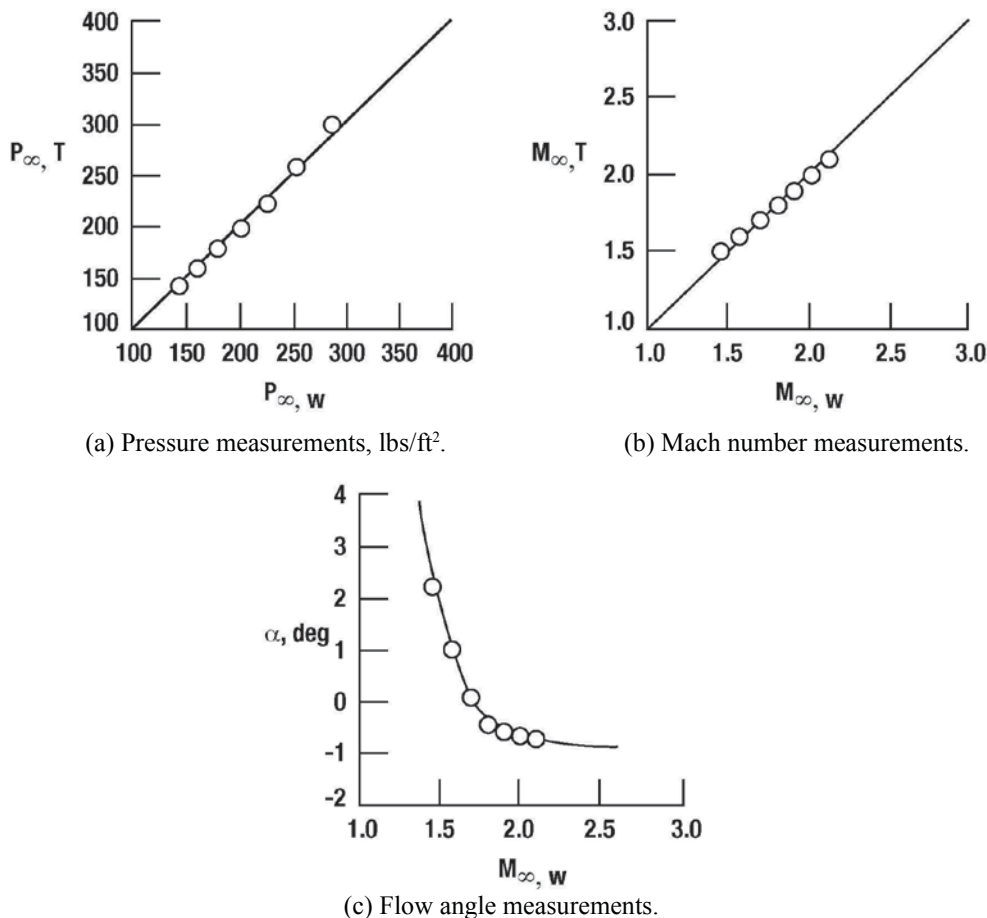 400
350
300
250
200
150
100
P∞, T
100 150 200 250 300 350 400
P∞, W
(a) Pressure measurements, lbs/ft².
3.0
2.5
2.0
1.5
1.0
M∞,T
1.0 1.5 2.0 2.5 3.0
M∞, W
(b) Mach number measurements.
4
3
2
1
0
-1
-2
α, deg
1.0 1.5 2.0 2.5 3.0
M∞, W
(c) Flow angle measurements.